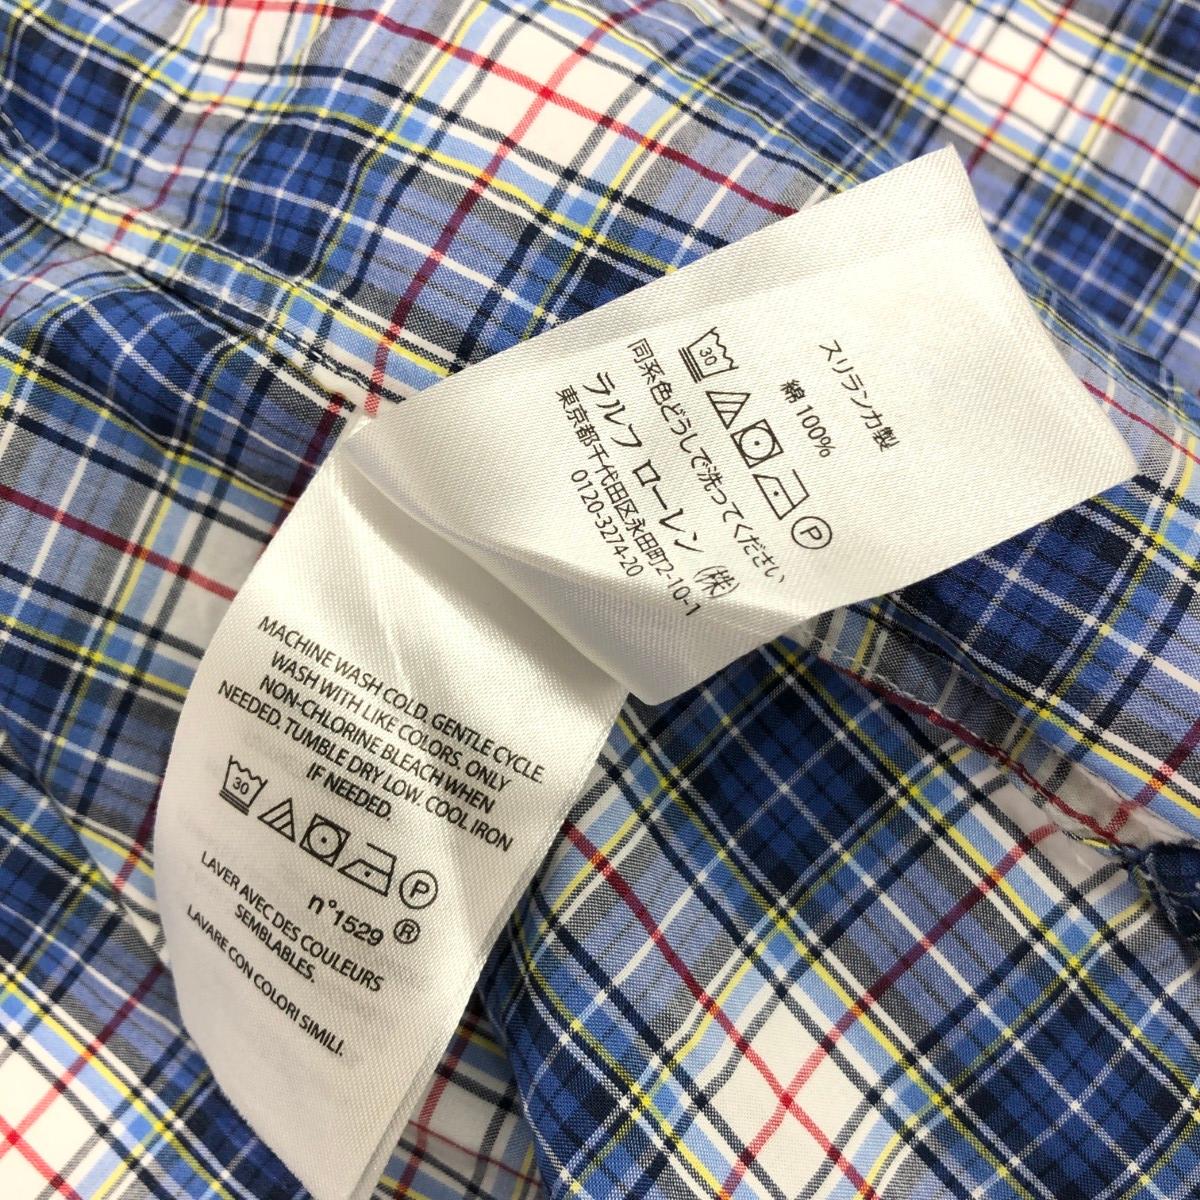 スリランカ製
綿 100%
30
P
同系色どうしで洗ってください
ラルフ ローレン (株)
東京都千代田区永田町2-10-1
0120-3274-20
MACHINE WASH COLD. GENTLE CYCLE.
WASH WITH LIKE COLORS. ONLY
NON-CHLORINE BLEACH WHEN
NEEDED. TUMBLE DRY LOW. COOL IRON
IF NEEDED.
30
P
n°1529 ®
LAVER AVEC DES COULEURS
SEMBLABLES.
LAVARE CON COLORI SIMILI.